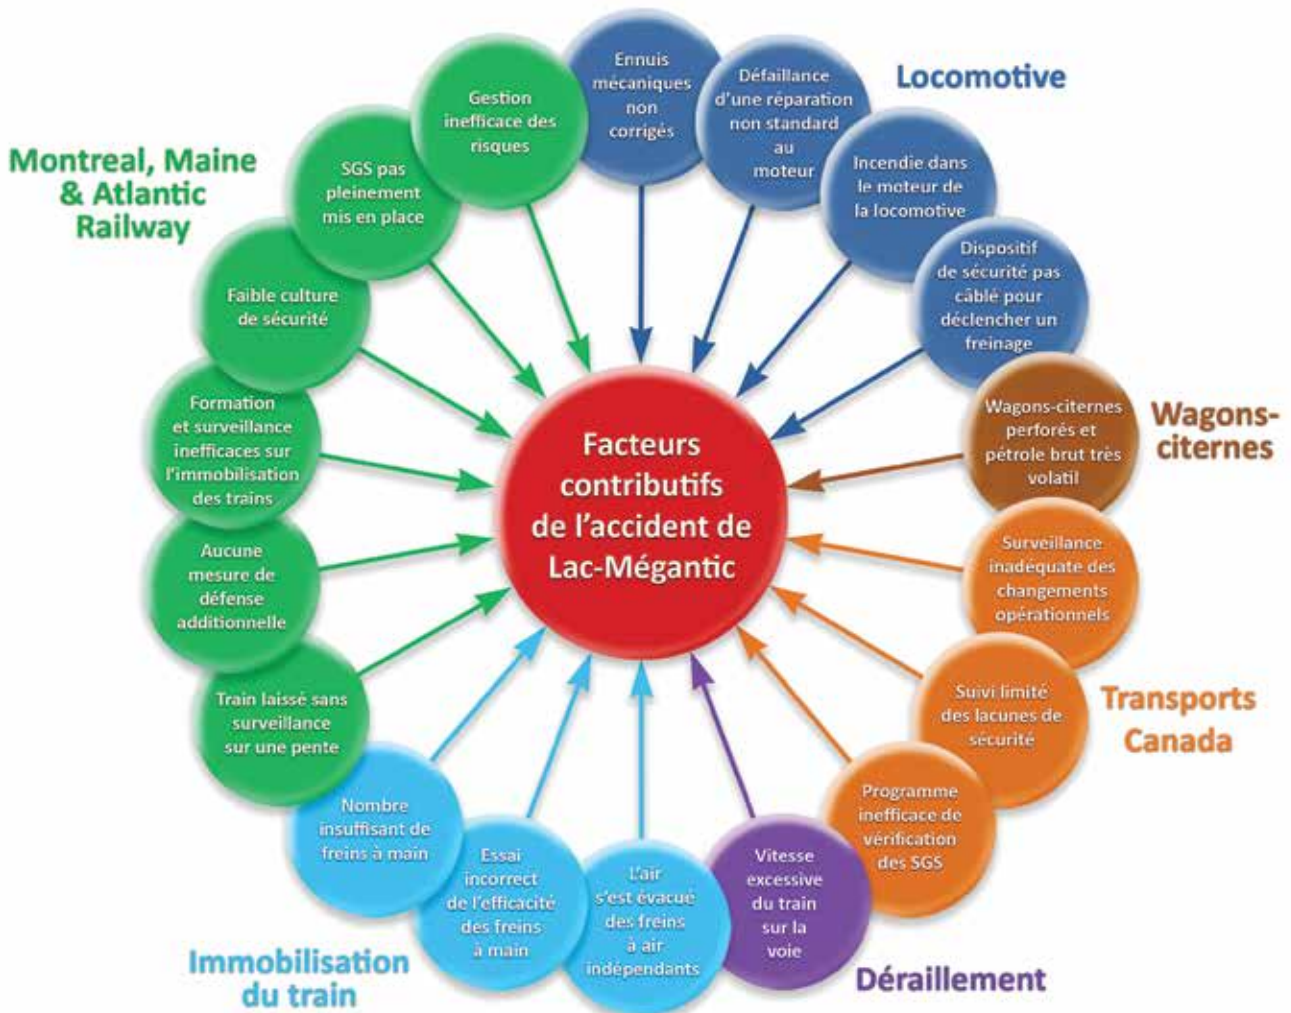 Ennuis
mécaniques
non
corrigés
Défaillance
d'une réparation
non standard
au
moteur
Locomotive
Incendie dans
le moteur de
la locomotive
Dispositif
de sécurité pas
câblé pour
déclencher un
freinage
Wagons-citernes
perforés et
pétrole brut très
volatil
Wagons-
citernes
Surveillance
inadéquate des
changements
opérationnels
Suivi limité
des lacunes de
sécurité
Transports
Canada
Programme
inefficace de
vérification
des SGS
Vitesse
excessive
du train
sur la
voie
Déraillement
L'air
s'est évacué
des freins
à air
indépendants
Essai
incorrect
de l'efficacité
des freins
à main
Nombre
insuffisant de
freins à main
Immobilisation
du train
Train laissé sans
surveillance
sur une pente
Aucune
mesure de
défense
additionnelle
Formation
et surveillance
inefficaces sur
l'immobilisation
des trains
Faible culture
de sécurité
SGS pas
pleinement
mis en place
Gestion
inefficace des
risques
Montreal, Maine
& Atlantic
Railway
Facteurs
contributifs
de l'accident de
Lac-Mégantic